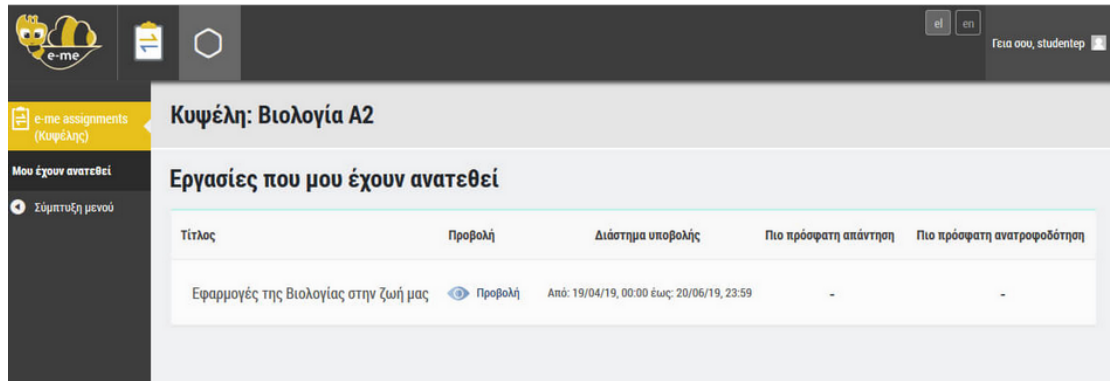 e-me
el en
Γεια σου, studentep
e-me assignments
(Κυψέλης)
Μου έχουν ανατεθεί
Σύμπτυξη μενού
Κυψέλη: Βιολογία Α2
Εργασίες που μου έχουν ανατεθεί
Τίτλος Προβολή Διάστημα υποβολής Πιο πρόσφατη απάντηση Πιο πρόσφατη ανατροφοδότηση
Εφαρμογές της Βιολογίας στην ζωή μας Προβολή Από: 19/04/19, 00:00 έως: 20/06/19, 23:59 - -